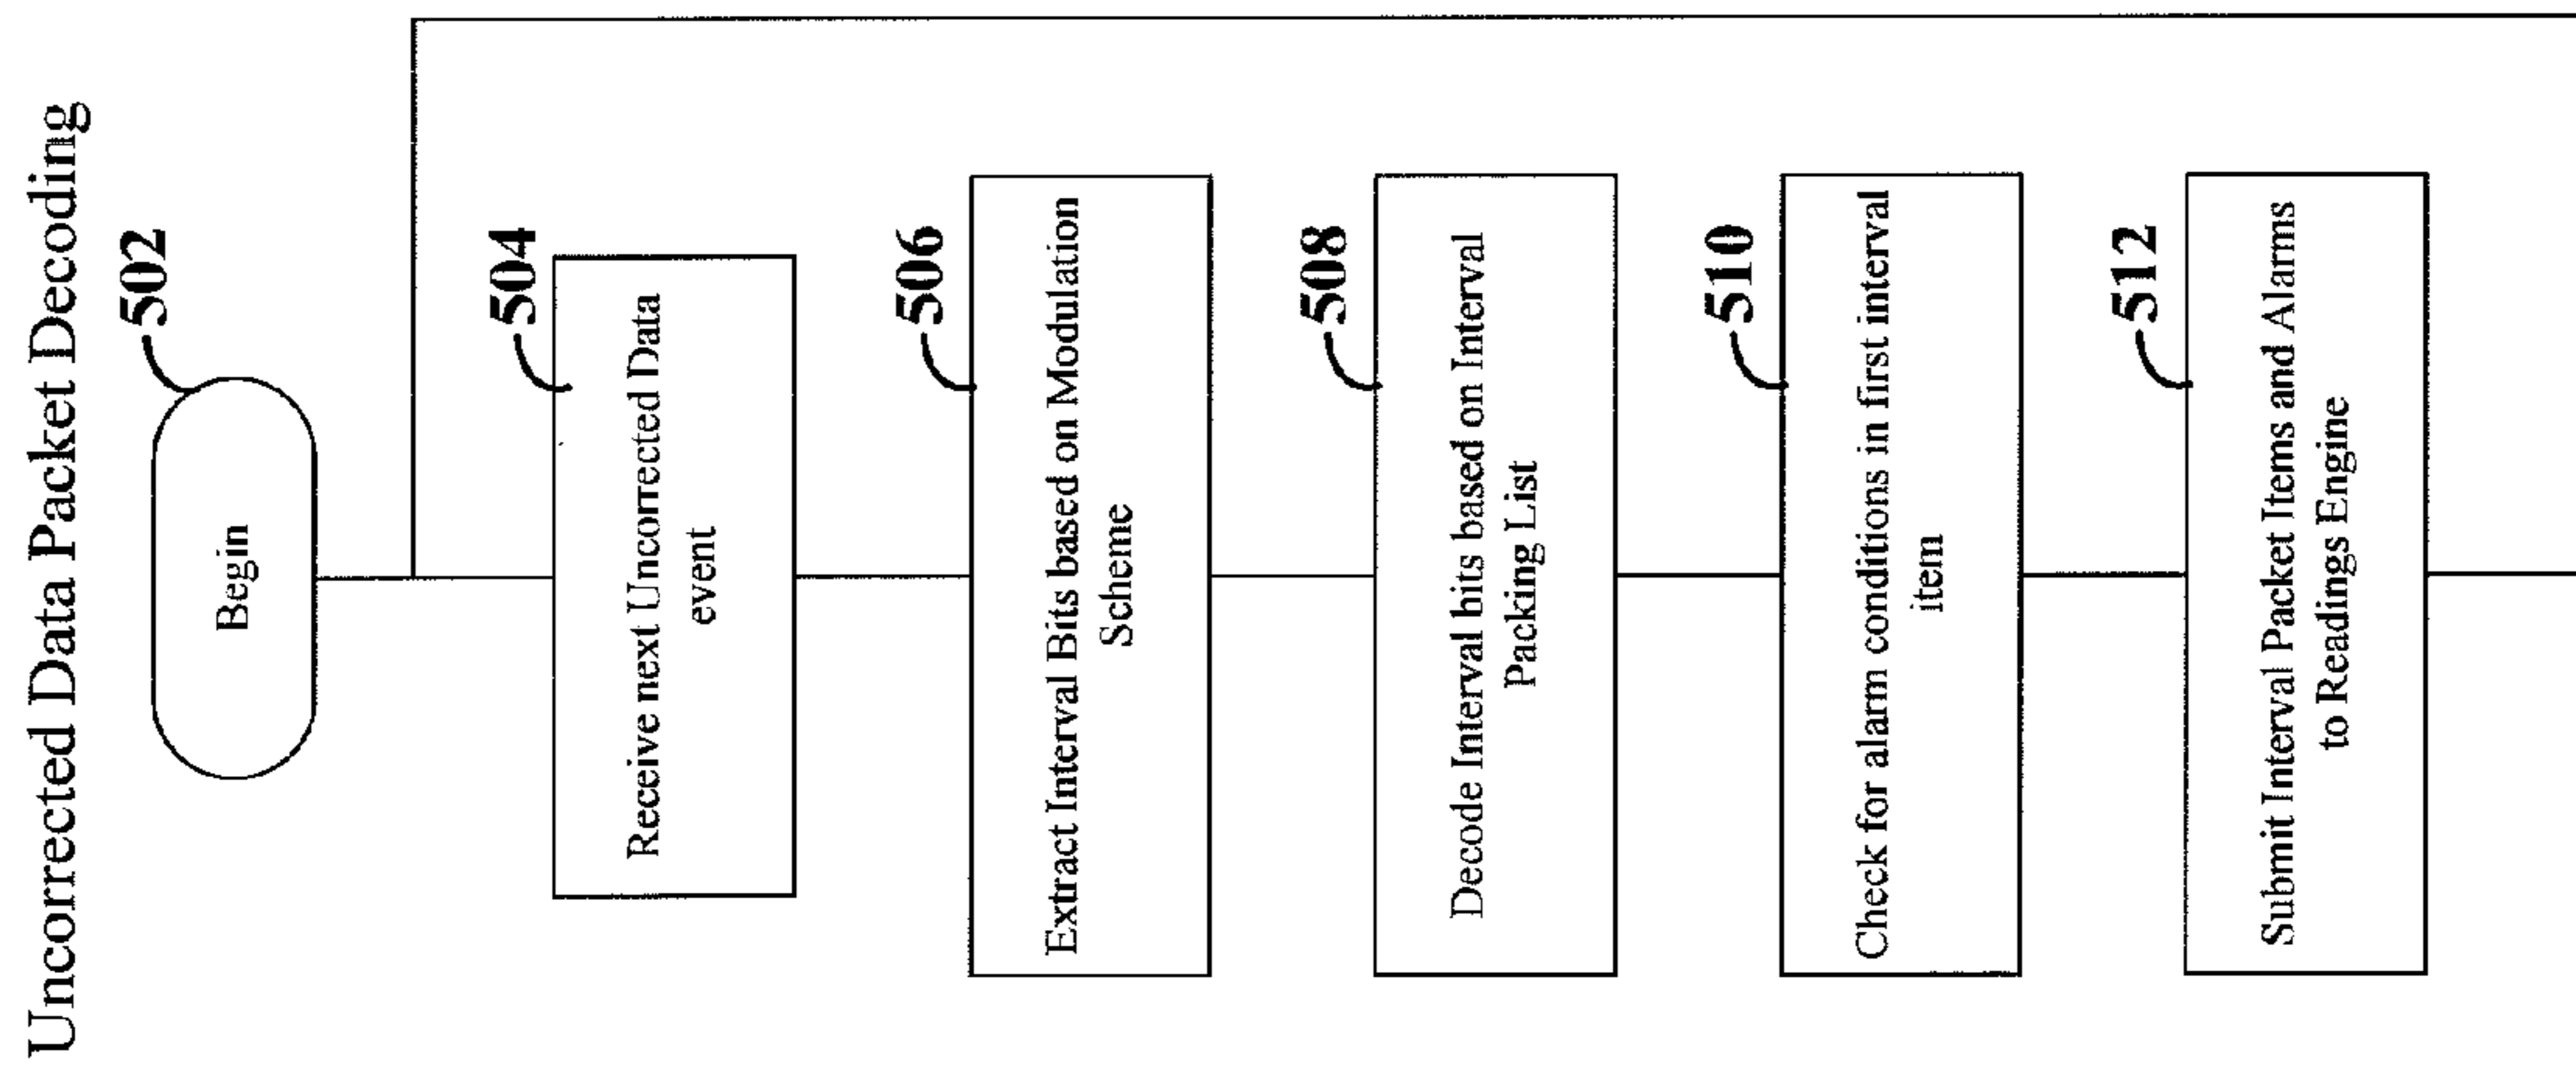 Uncorrected Data Packet Decoding
502
Begin
504
Receive next Uncorrected Data
event
506
Extract Interval Bits based on Modulation
Scheme
508
Decode Interval bits based on Interval
Packing List
510
Check for alarm conditions in first interval
item
512
Submit Interval Packet Items and Alarms
to Readings Engine